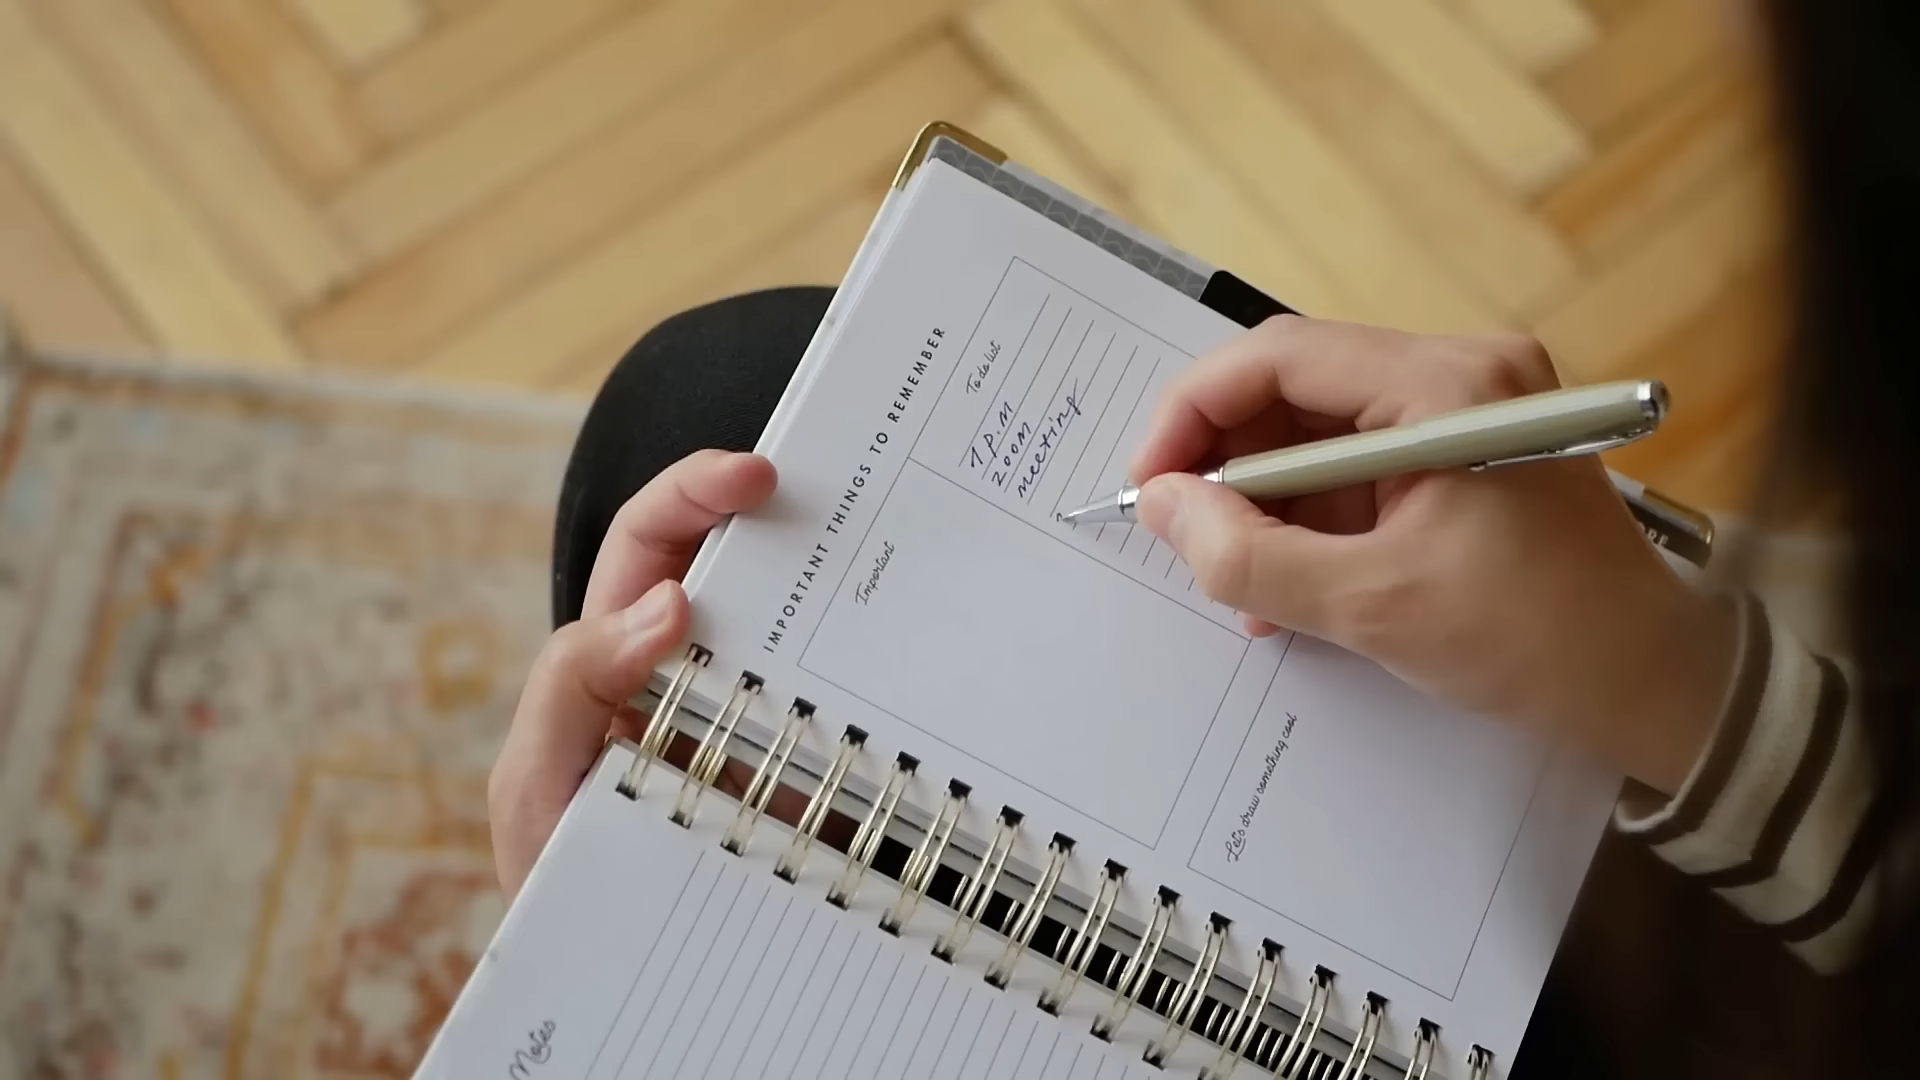 IMPORTANT THINGS TO REMEMBER
To do list
1 P.M
ZOOM
meeting
Important
Let's draw something cool
Notes